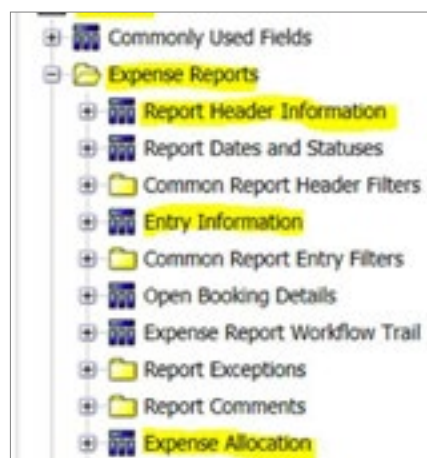 Commonly Used Fields
Expense Reports
Report Header Information
Report Dates and Statuses
Common Report Header Filters
Entry Information
Common Report Entry Filters
Open Booking Details
Expense Report Workflow Trail
Report Exceptions
Report Comments
Expense Allocation